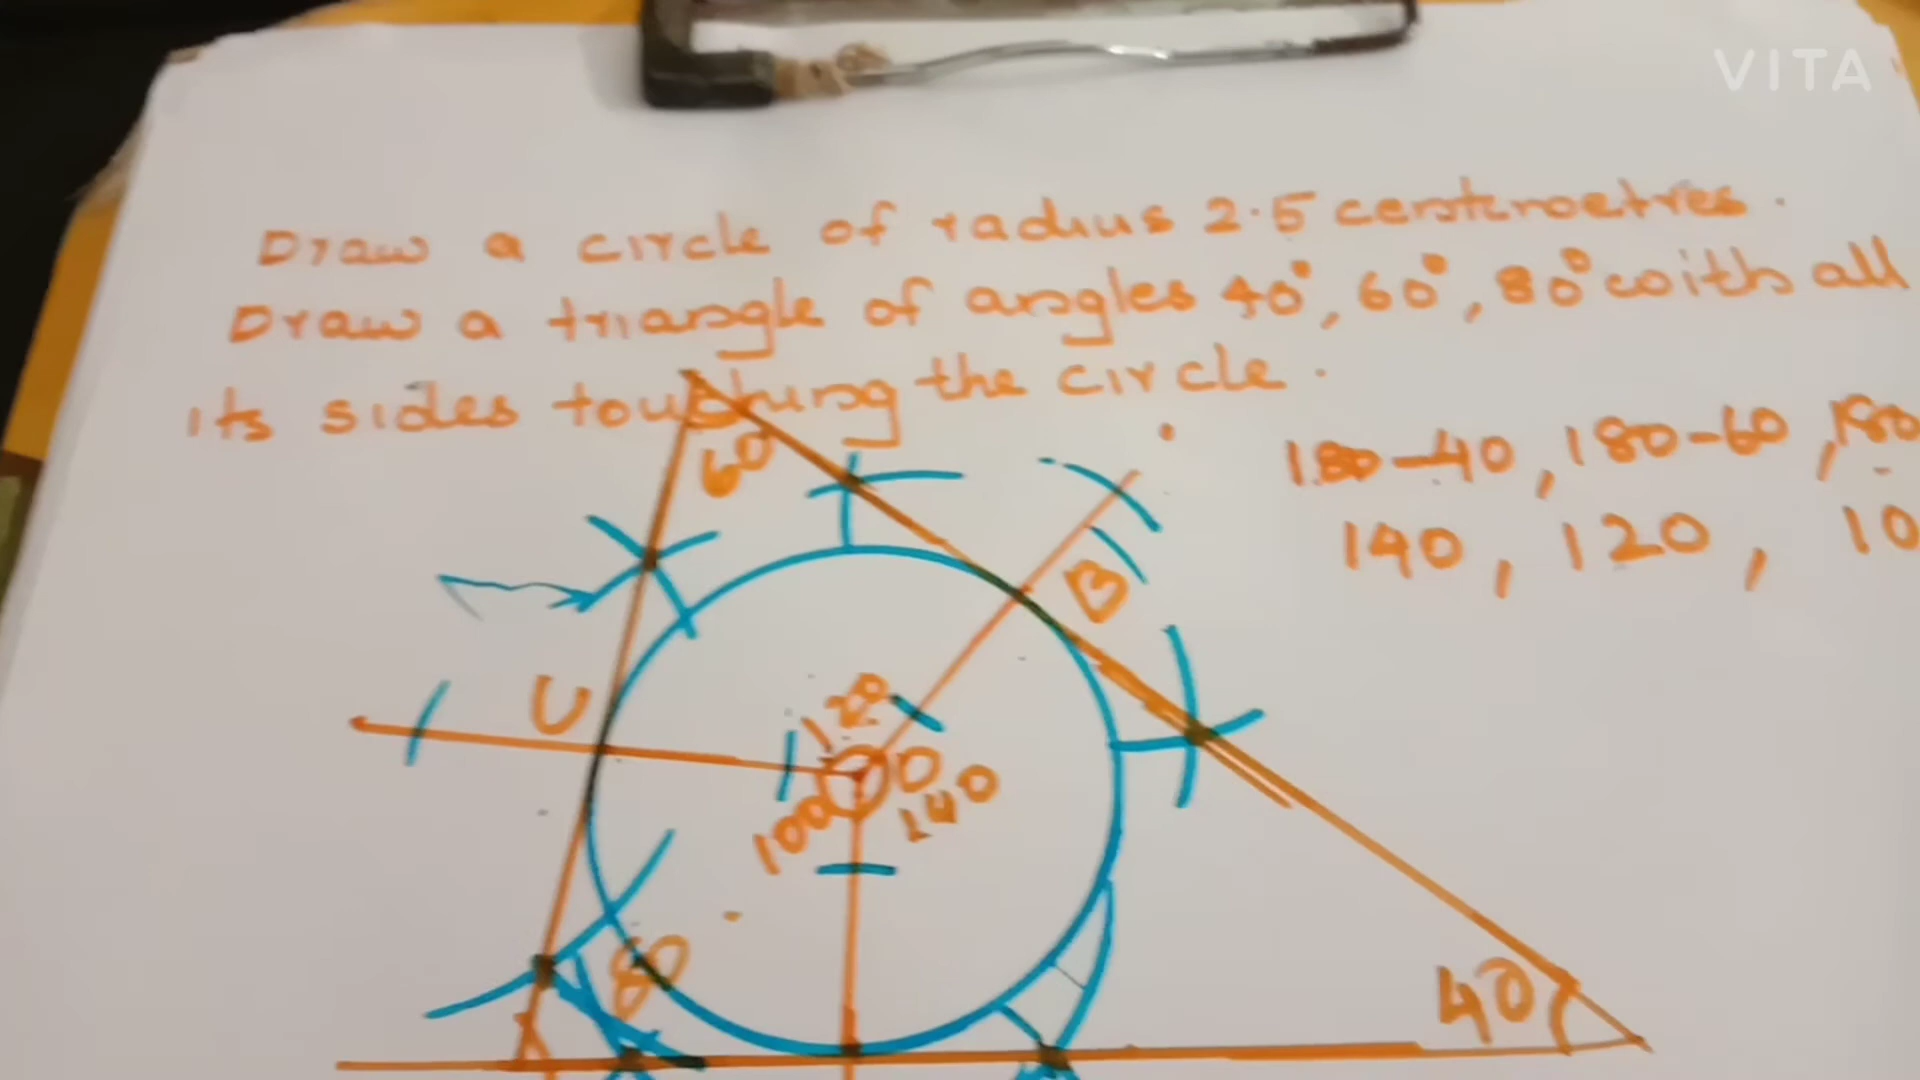 VITA
Draw a circle of radius 2.5 centimetres.
Draw a triangle of angles 40°, 60°, 80° with all
its sides touching the circle.
180-40, 180-60, 180
140, 120, 10
60
B
U
120
O
100
140
80
40